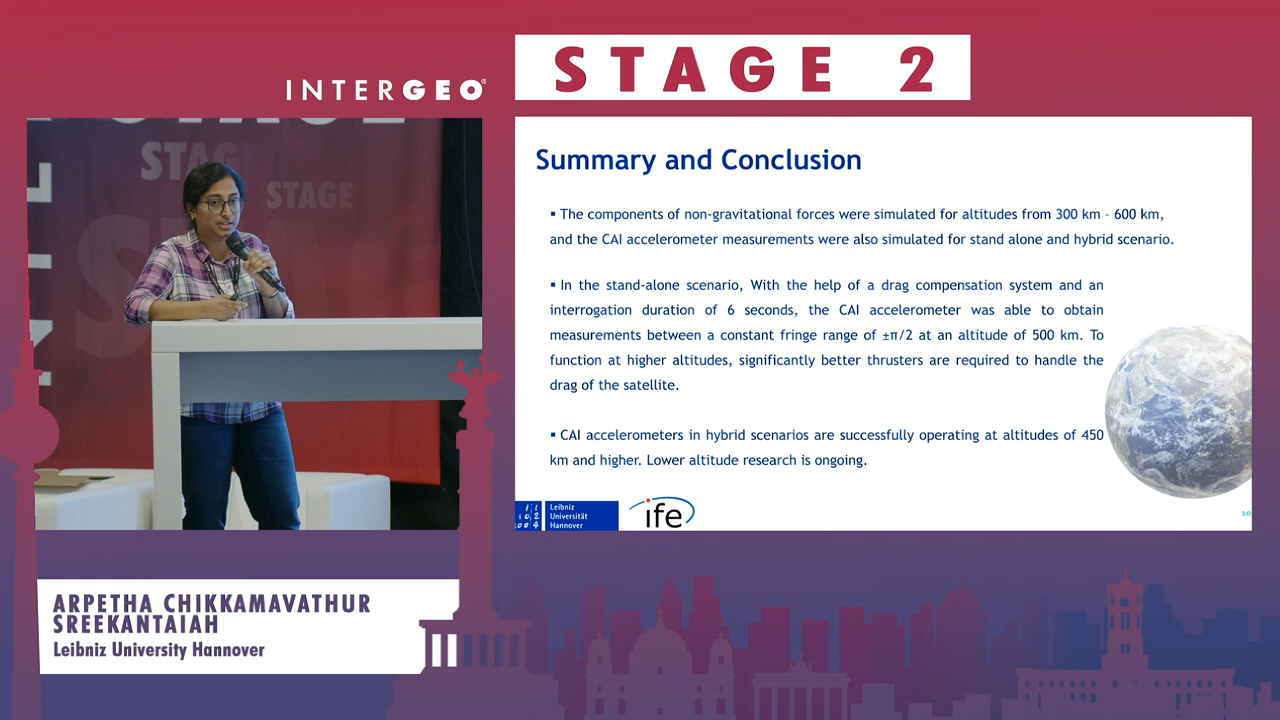 INTERGEO®
STAGE 2
STAGE
STAGE
Summary and Conclusion
▪ The components of non-gravitational forces were simulated for altitudes from 300 km – 600 km,
and the CAI accelerometer measurements were also simulated for stand alone and hybrid scenario.
▪ In the stand-alone scenario, With the help of a drag compensation system and an
interrogation duration of 6 seconds, the CAI accelerometer was able to obtain
measurements between a constant fringe range of ±π/2 at an altitude of 500 km. To
function at higher altitudes, significantly better thrusters are required to handle the
drag of the satellite.
▪ CAI accelerometers in hybrid scenarios are successfully operating at altitudes of 450
km and higher. Lower altitude research is ongoing.
Leibniz
Universität
Hannover
ife
10
ARPETHA CHIKKAMAVATHUR
SREEKANTAIAH
Leibniz University Hannover